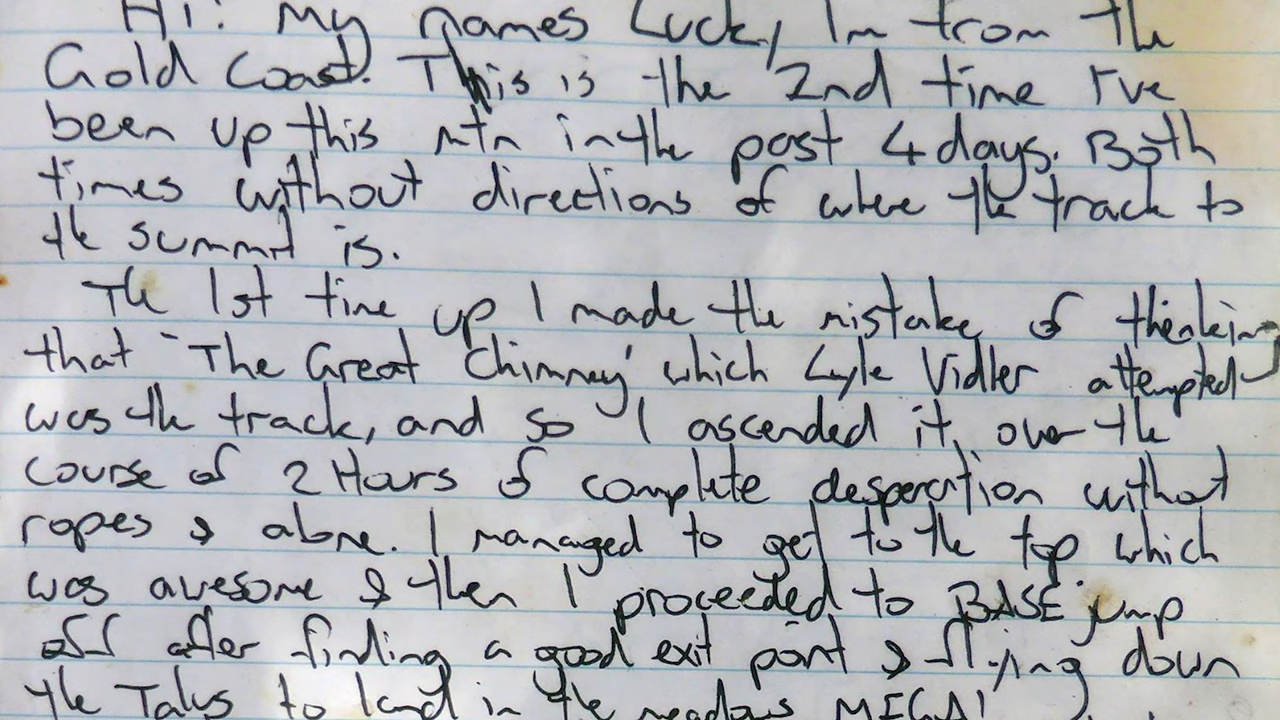 Hi! My names Lucky, Im from the
Gold Coast. This is the 2nd time I've
been up this mtn in the past 4 days. Both
times without directions of where the track to
the summit is.
The 1st time up I made the mistake of thinking
that "The Great Chimney" which Lyle Vidler attempted
was the track, and so I ascended it, over the
course of 2 Hours of complete desperation without
ropes & alone. I managed to get to the top which
was awesome & then I proceeded to BASE jump
off after finding a good exit point & flying down
the Talus to land in the meadows MEGA!